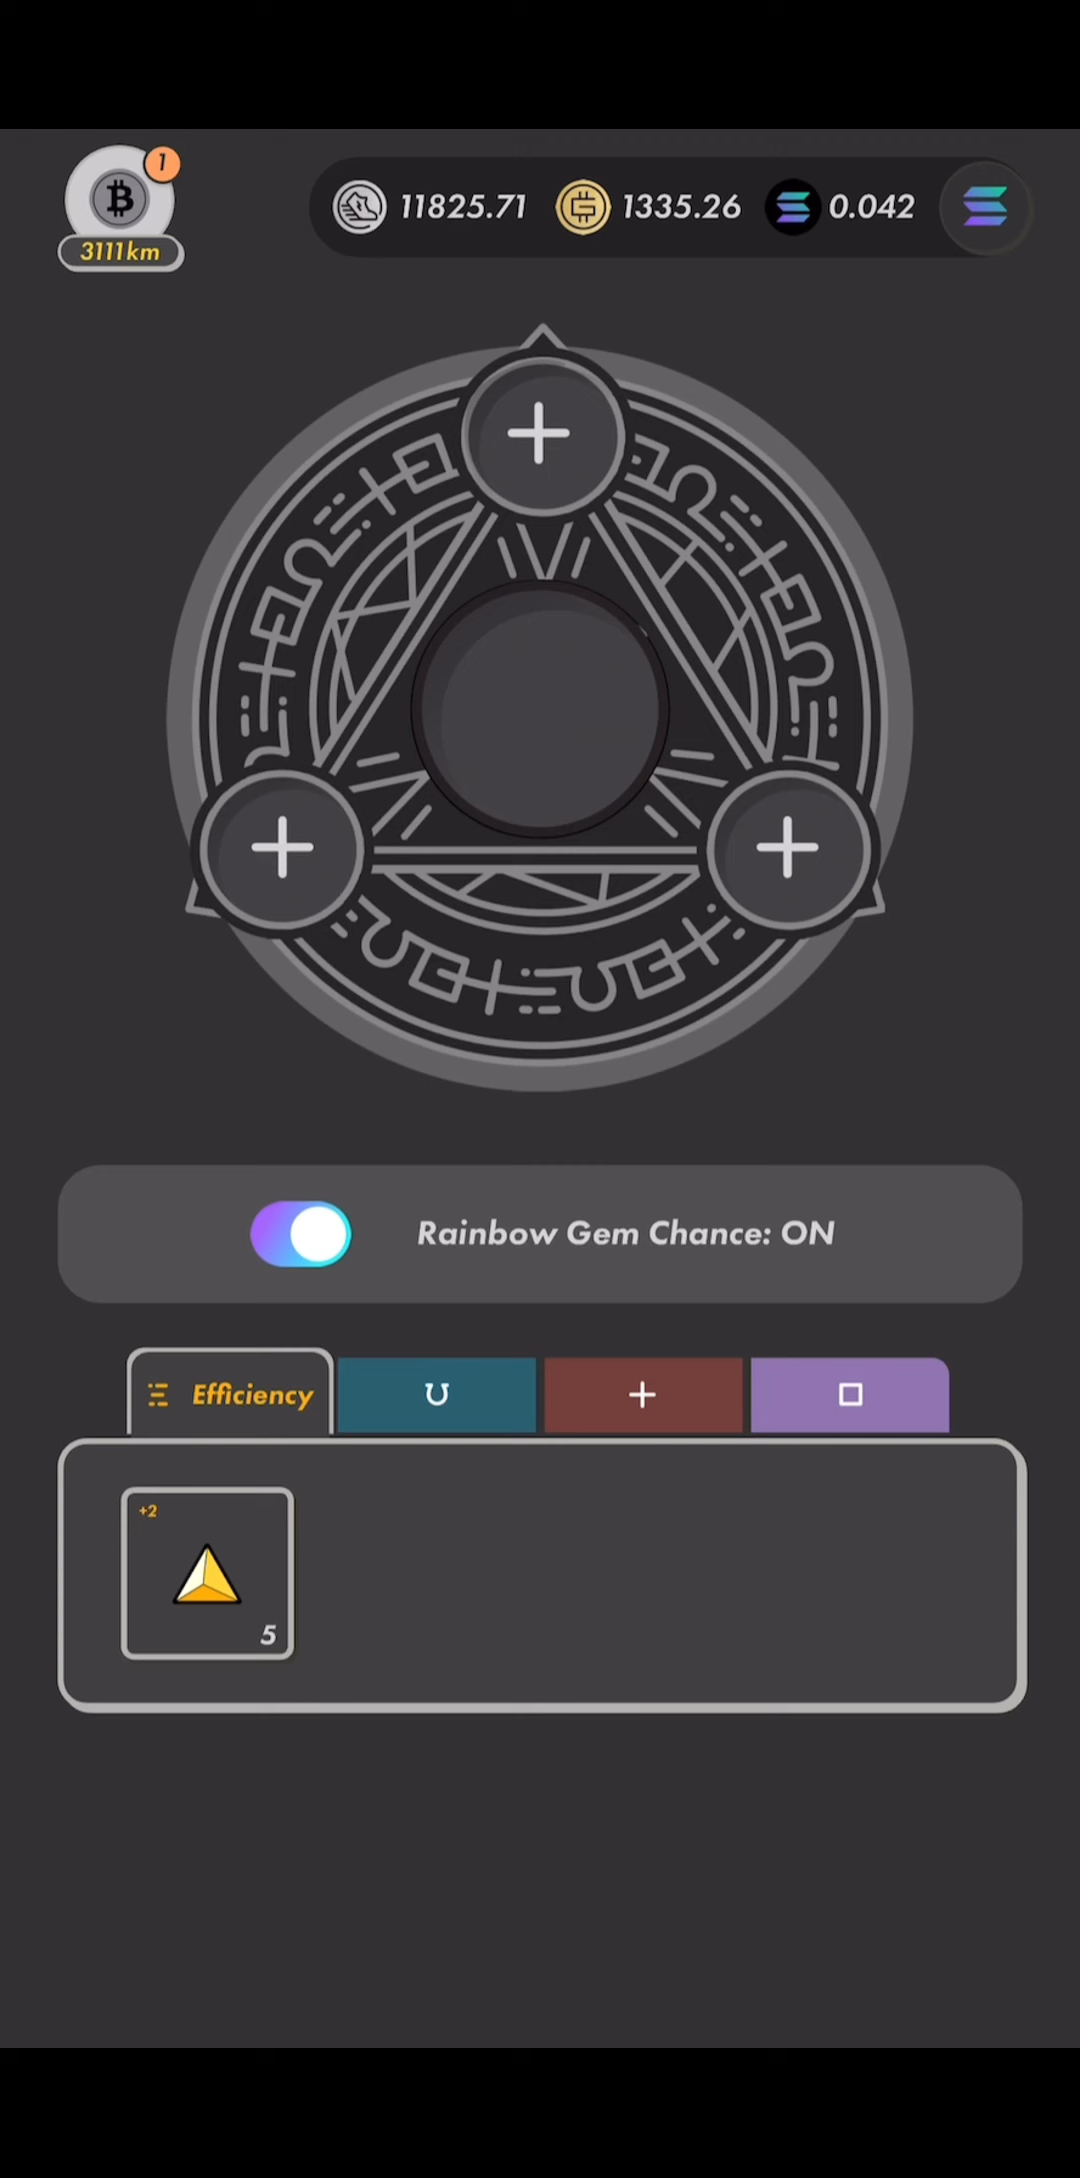 1
3111km
11825.71
1335.26
0.042
Rainbow Gem Chance: ON
Efficiency
+2
5